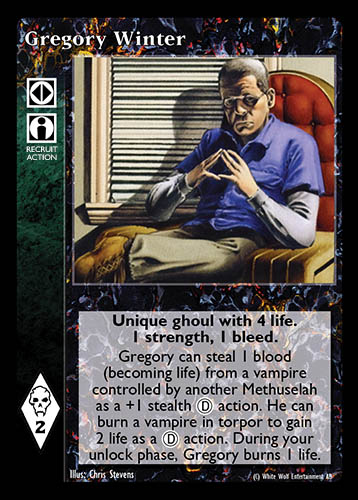 Gregory Winter
RECRUIT
ACTION
Unique ghoul with 4 life.
1 strength, 1 bleed.
Gregory can steal 1 blood
(becoming life) from a vampire
controlled by another Methuselah
as a +1 stealth Ⓓ action. He can
burn a vampire in torpor to gain
2 life as a Ⓓ action. During your
unlock phase, Gregory burns 1 life.
2
Illus: Chris Stevens
(C) White Wolf Entertainment AB